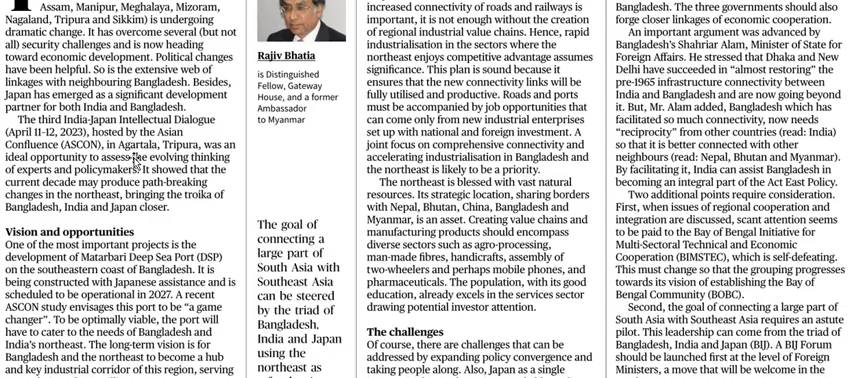 T Assam, Manipur, Meghalaya, Mizoram,
Nagaland, Tripura and Sikkim) is undergoing
dramatic change. It has overcome several (but not
all) security challenges and is now heading
toward economic development. Political changes
have been helpful. So is the extensive web of
linkages with neighbouring Bangladesh. Besides,
Japan has emerged as a significant development
partner for both India and Bangladesh.
The third India-Japan Intellectual Dialogue
(April 11-12, 2023), hosted by the Asian
Confluence (ASCON), in Agartala, Tripura, was an
ideal opportunity to assess the evolving thinking
of experts and policymakers. It showed that the
current decade may produce path-breaking
changes in the northeast, bringing the troika of
Bangladesh, India and Japan closer.
Vision and opportunities
One of the most important projects is the
development of Matarbari Deep Sea Port (DSP)
on the southeastern coast of Bangladesh. It is
being constructed with Japanese assistance and is
scheduled to be operational in 2027. A recent
ASCON study envisages this port to be “a game
changer”. To be optimally viable, the port will
have to cater to the needs of Bangladesh and
India’s northeast. The long-term vision is for
Bangladesh and the northeast to become a hub
and key industrial corridor of this region, serving
Rajiv Bhatia
is Distinguished
Fellow, Gateway
House, and a former
Ambassador
to Myanmar
The goal of
connecting a
large part of
South Asia with
Southeast Asia
can be steered
by the triad of
Bangladesh,
India and Japan
using the
northeast as
increased connectivity of roads and railways is
important, it is not enough without the creation
of regional industrial value chains. Hence, rapid
industrialisation in the sectors where the
northeast enjoys competitive advantage assumes
significance. This plan is sound because it
ensures that the new connectivity links will be
fully utilised and productive. Roads and ports
must be accompanied by job opportunities that
can come only from new industrial enterprises
set up with national and foreign investment. A
joint focus on comprehensive connectivity and
accelerating industrialisation in Bangladesh and
the northeast is likely to be a priority.
The northeast is blessed with vast natural
resources. Its strategic location, sharing borders
with Nepal, Bhutan, China, Bangladesh and
Myanmar, is an asset. Creating value chains and
manufacturing products should encompass
diverse sectors such as agro-processing,
man-made fibres, handicrafts, assembly of
two-wheelers and perhaps mobile phones, and
pharmaceuticals. The population, with its good
education, already excels in the services sector
drawing potential investor attention.
The challenges
Of course, there are challenges that can be
addressed by expanding policy convergence and
taking people along. Also, Japan as a single
Bangladesh. The three governments should also
forge closer linkages of economic cooperation.
An important argument was advanced by
Bangladesh’s Shahriar Alam, Minister of State for
Foreign Affairs. He stressed that Dhaka and New
Delhi have succeeded in “almost restoring” the
pre-1965 infrastructure connectivity between
India and Bangladesh and are now going beyond
it. But, Mr. Alam added, Bangladesh which has
facilitated so much connectivity, now needs
“reciprocity” from other countries (read: India)
so that it is better connected with other
neighbours (read: Nepal, Bhutan and Myanmar).
By facilitating it, India can assist Bangladesh in
becoming an integral part of the Act East Policy.
Two additional points require consideration.
First, when issues of regional cooperation and
integration are discussed, scant attention seems
to be paid to the Bay of Bengal Initiative for
Multi-Sectoral Technical and Economic
Cooperation (BIMSTEC), which is self-defeating.
This must change so that the grouping progresses
towards its vision of establishing the Bay of
Bengal Community (BOBC).
Second, the goal of connecting a large part of
South Asia with Southeast Asia requires an astute
pilot. This leadership can come from the triad of
Bangladesh, India and Japan (BIJ). A BIJ Forum
should be launched first at the level of Foreign
Ministers, a move that will be welcomed in the